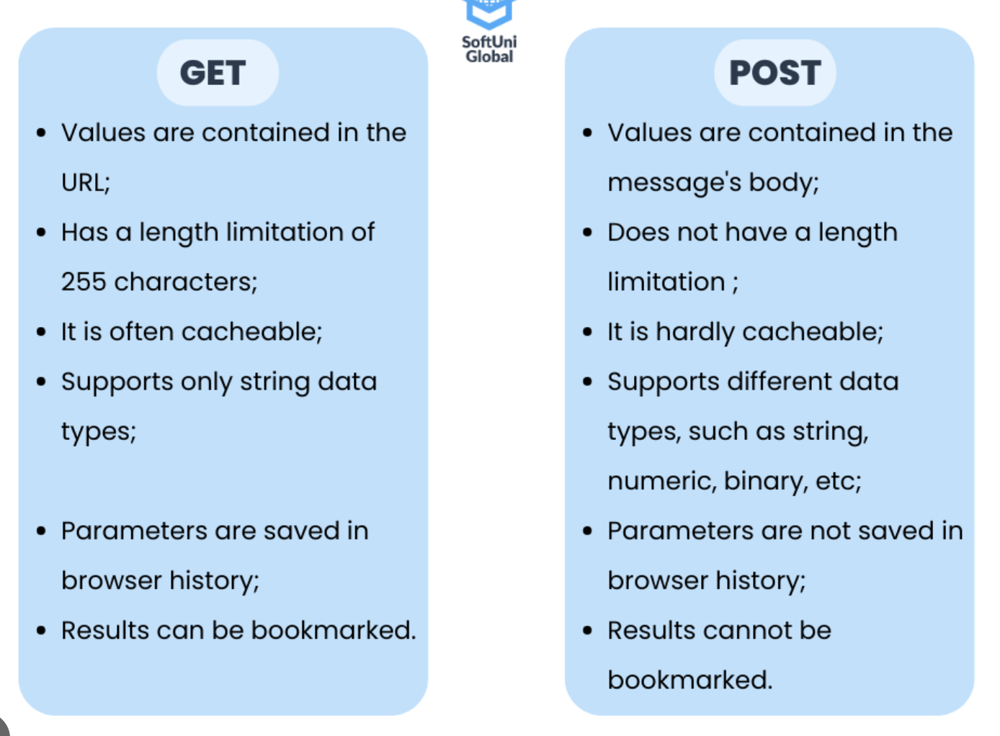 SoftUni
Global
GET
• Values are contained in the
URL;
• Has a length limitation of
255 characters;
• It is often cacheable;
• Supports only string data
types;
• Parameters are saved in
browser history;
• Results can be bookmarked.
POST
• Values are contained in the
message's body;
• Does not have a length
limitation ;
• It is hardly cacheable;
• Supports different data
types, such as string,
numeric, binary, etc;
• Parameters are not saved in
browser history;
• Results cannot be
bookmarked.